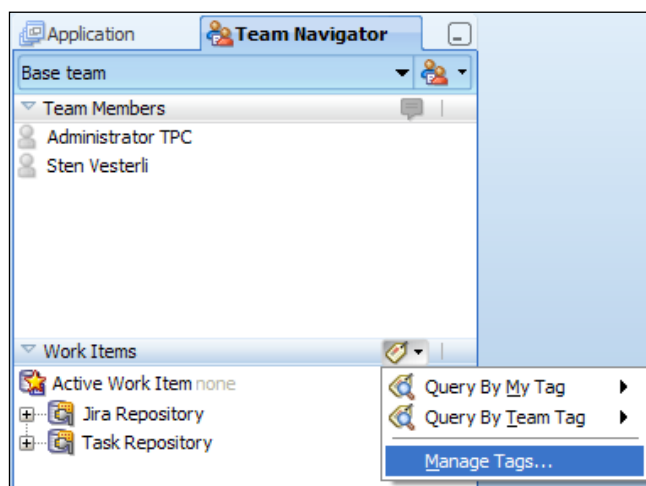 Application
Team Navigator
Base team
Team Members
Administrator TPC
Sten Vesterli
Work Items
Active Work Item none
Jira Repository
Task Repository
Query By My Tag
Query By Team Tag
Manage Tags...